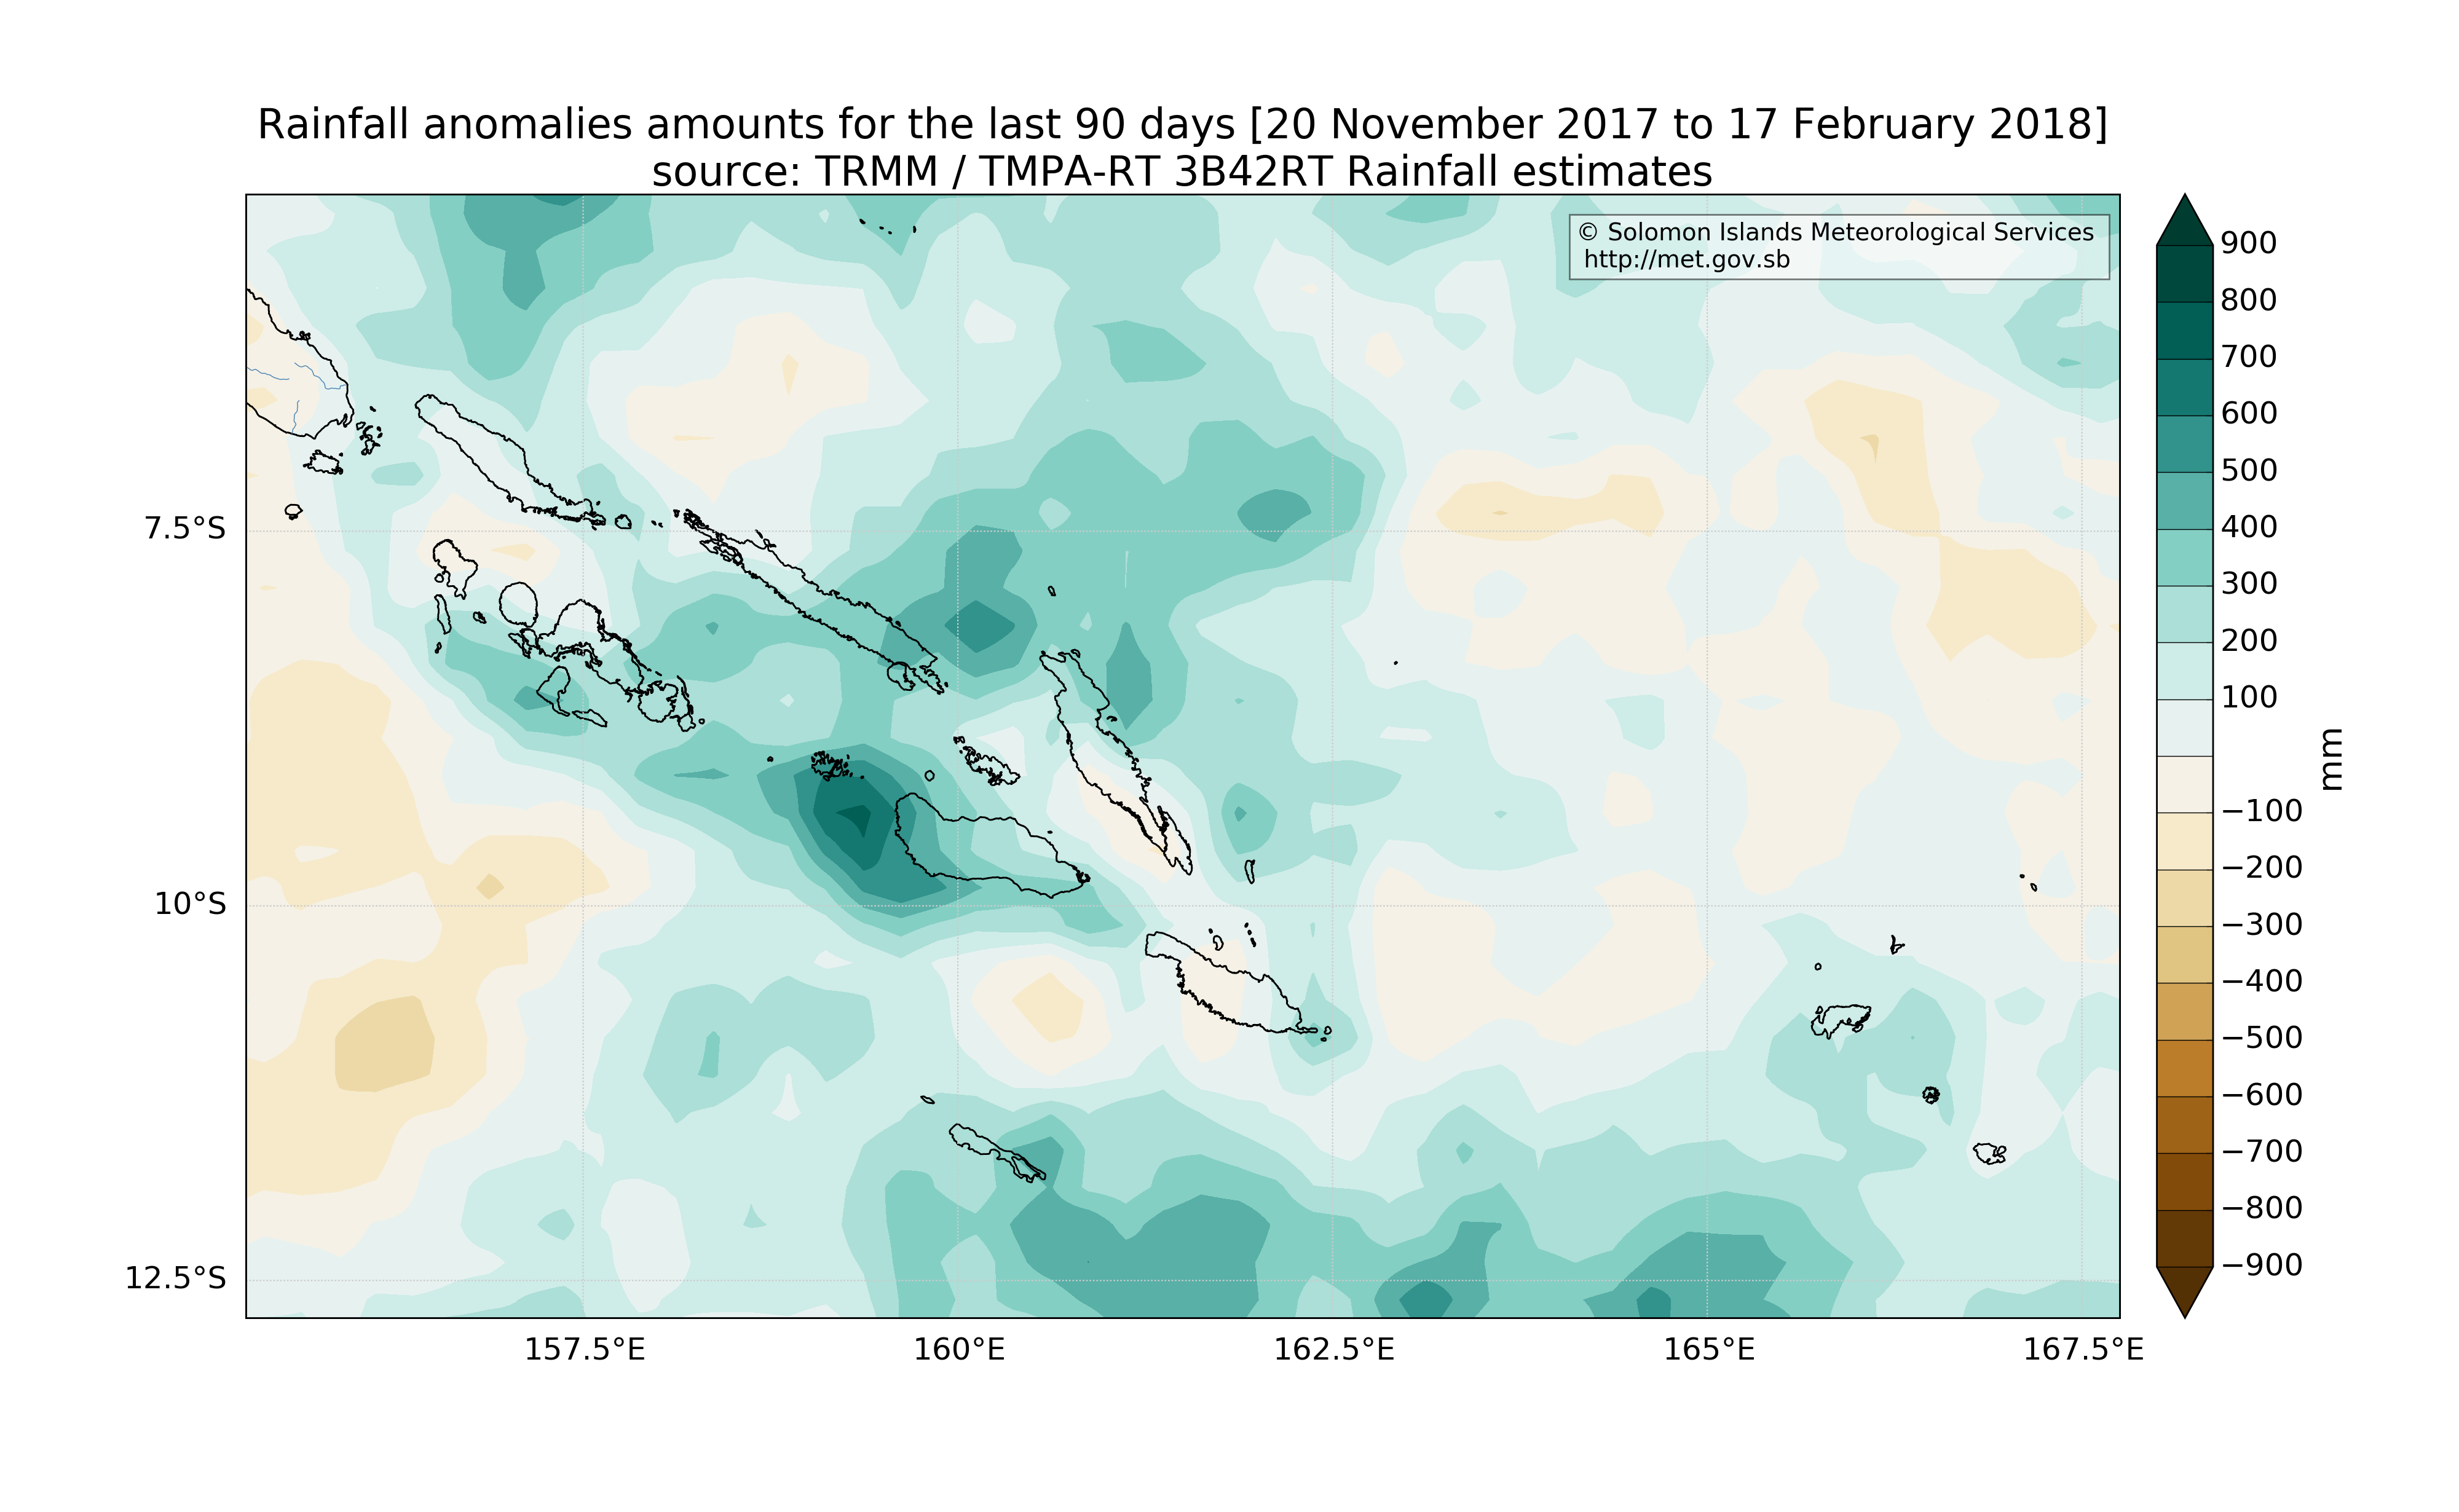 Rainfall anomalies amounts for the last 90 days [20 November 2017 to 17 February 2018]
source: TRMM / TMPA-RT 3B42RT Rainfall estimates
© Solomon Islands Meteorological Services
http://met.gov.sb
7.5°S
10°S
12.5°S
157.5°E
160°E
162.5°E
165°E
167.5°E
900
800
700
600
500
400
300
200
100
−100
−200
−300
−400
−500
−600
−700
−800
−900
mm